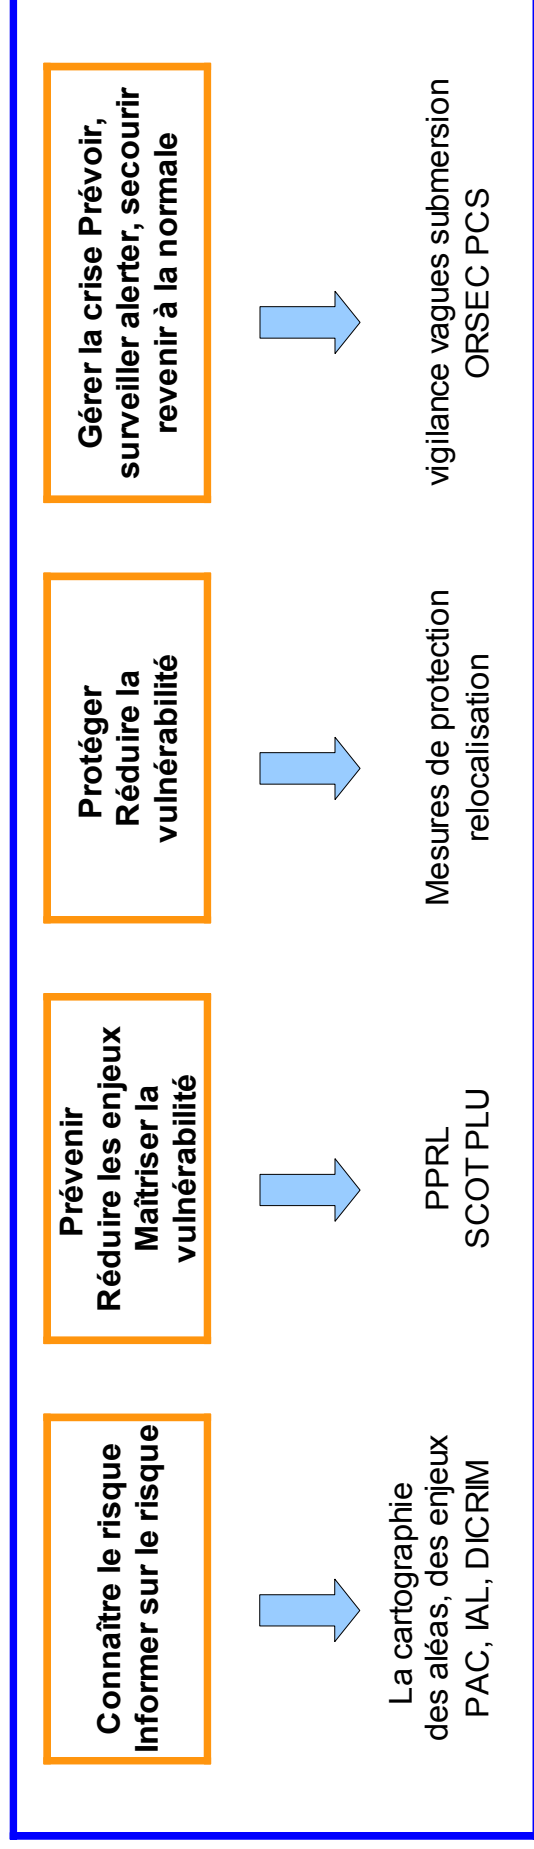 Connaître le risque
Informer sur le risque
La cartographie
des aléas, des enjeux
PAC, IAL, DICRIM
Prévenir
Réduire les enjeux
Maîtriser la
vulnérabilité
PPRL
SCOT PLU
Protéger
Réduire la
vulnérabilité
Mesures de protection
relocalisation
Gérer la crise Prévoir,
surveiller alerter, secourir
revenir à la normale
vigilance vagues submersion
ORSEC PCS